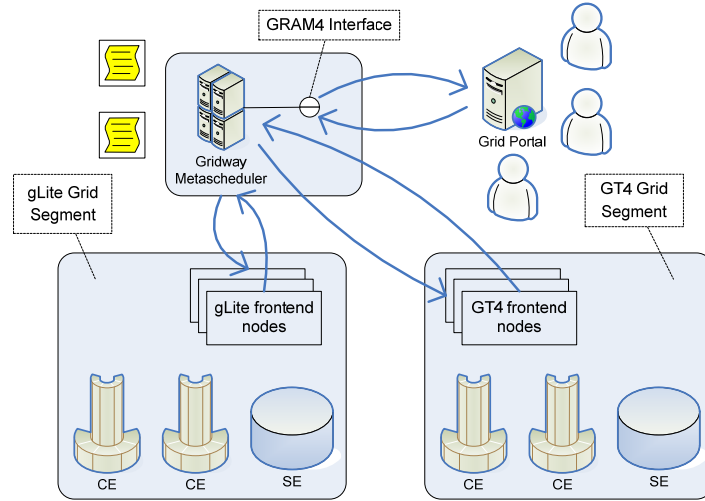 GRAM4 Interface
Gridway
Metascheduler
Grid Portal
gLite Grid
Segment
GT4 Grid
Segment
gLite frontend
nodes
GT4 frontend
nodes
CE
CE
SE
CE
CE
SE